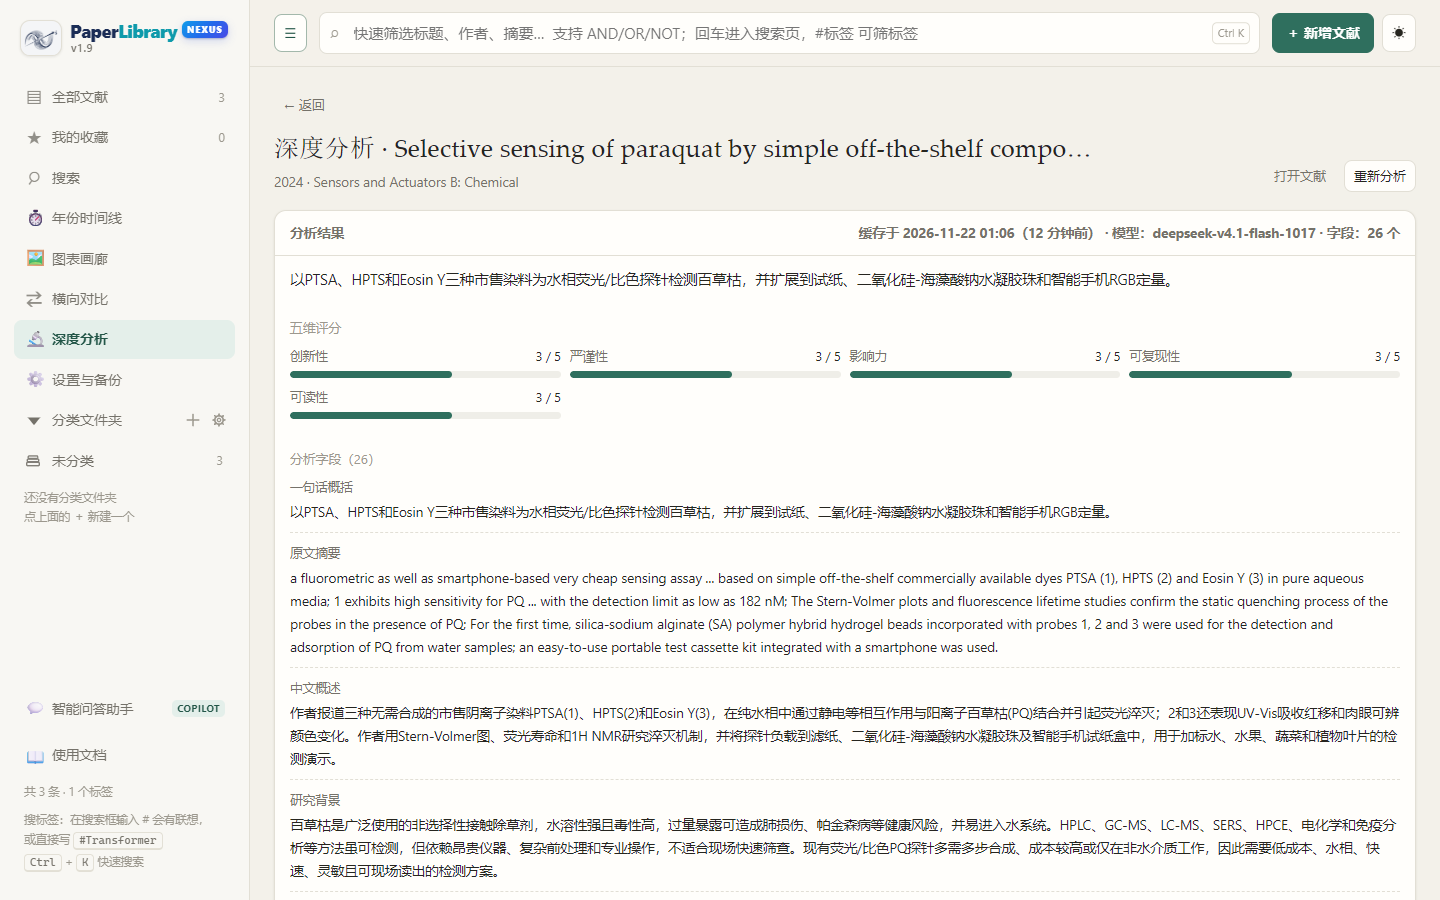 PaperLibrary NEXUS
v1.9
全部文献 3
我的收藏 0
搜索
年份时间线
图表画廊
横向对比
深度分析
设置与备份
分类文件夹
未分类 3
还没有分类文件夹
点上面的 + 新建一个
智能问答助手 COPILOT
使用文档
共 3 条 · 1 个标签
搜标签：在搜索框输入 # 会有联想，
或直接写 #Transformer
Ctrl + K 快速搜索
快速筛选标题、作者、摘要… 支持 AND/OR/NOT；回车进入搜索页，#标签 可筛标签 Ctrl K
+ 新增文献
← 返回
深度分析 · Selective sensing of paraquat by simple off-the-shelf compo…
2024 · Sensors and Actuators B: Chemical
打开文献 重新分析
分析结果 缓存于 2026-11-22 01:06（12 分钟前） · 模型：deepseek-v4.1-flash-1017 · 字段：26 个
以PTSA、HPTS和Eosin Y三种市售染料为水相荧光/比色探针检测百草枯，并扩展到试纸、二氧化硅-海藻酸钠水凝胶珠和智能手机RGB定量。
五维评分
创新性 3 / 5 严谨性 3 / 5 影响力 3 / 5 可复现性 3 / 5
可读性 3 / 5
分析字段（26）
一句话概括
以PTSA、HPTS和Eosin Y三种市售染料为水相荧光/比色探针检测百草枯，并扩展到试纸、二氧化硅-海藻酸钠水凝胶珠和智能手机RGB定量。
原文摘要
a fluorometric as well as smartphone-based very cheap sensing assay ... based on simple off-the-shelf commercially available dyes PTSA (1), HPTS (2) and Eosin Y (3) in pure aqueous
media; 1 exhibits high sensitivity for PQ ... with the detection limit as low as 182 nM; The Stern-Volmer plots and fluorescence lifetime studies confirm the static quenching process of the
probes in the presence of PQ; For the first time, silica-sodium alginate (SA) polymer hybrid hydrogel beads incorporated with probes 1, 2 and 3 were used for the detection and
adsorption of PQ from water samples; an easy-to-use portable test cassette kit integrated with a smartphone was used.
中文概述
作者报道三种无需合成的市售阴离子染料PTSA(1)、HPTS(2)和Eosin Y(3)，在纯水相中通过静电等相互作用与阳离子百草枯(PQ)结合并引起荧光淬灭；2和3还表现UV-Vis吸收红移和肉眼可辨
颜色变化。作者用Stern-Volmer图、荧光寿命和1H NMR研究淬灭机制，并将探针负载到滤纸、二氧化硅-海藻酸钠水凝胶珠及智能手机试纸盒中，用于加标水、水果、蔬菜和植物叶片的检
测演示。
研究背景
百草枯是广泛使用的非选择性接触除草剂，水溶性强且毒性高，过量暴露可造成肺损伤、帕金森病等健康风险，并易进入水系统。HPLC、GC-MS、LC-MS、SERS、HPCE、电化学和免疫分
析等方法虽可检测，但依赖昂贵仪器、复杂前处理和专业操作，不适合现场快速筛查。现有荧光/比色PQ探针多需多步合成、成本较高或仅在非水介质工作，因此需要低成本、水相、快
速、灵敏且可现场读出的检测方案。